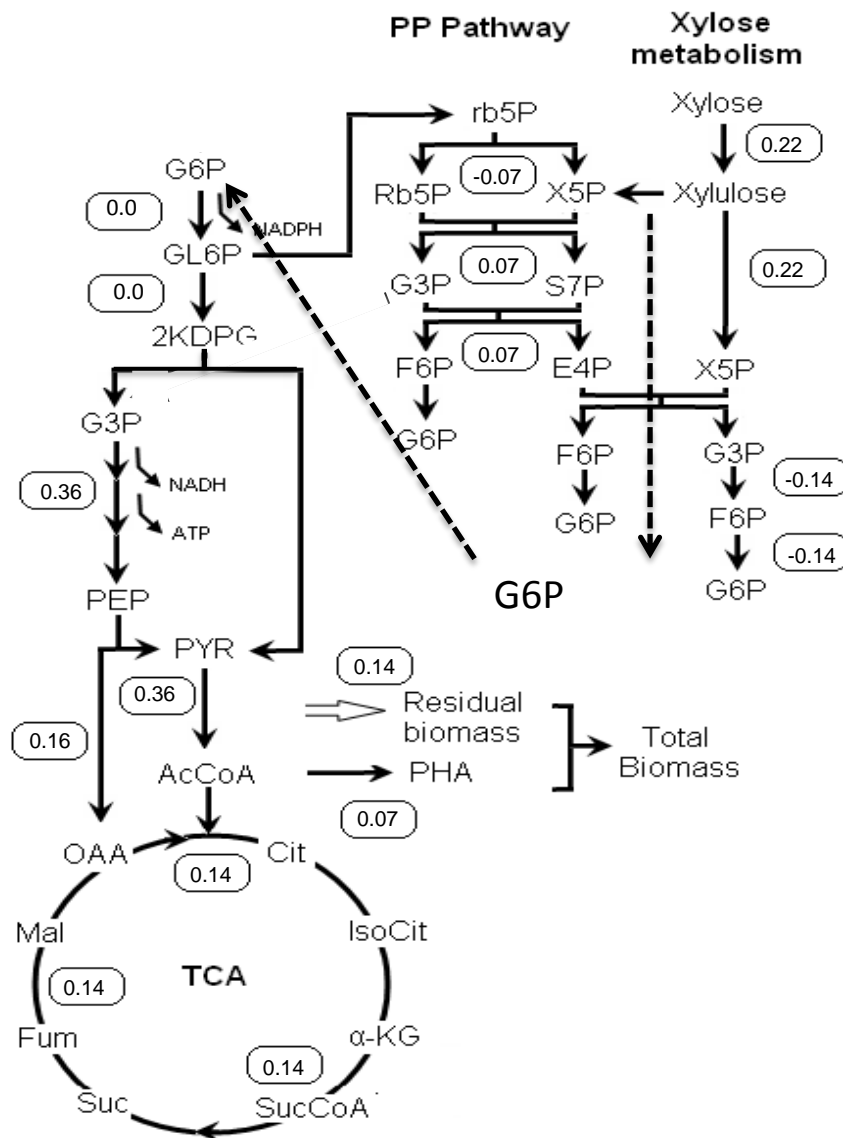 PP Pathway
Xylose
metabolism
Xylose
0.22
rb5P
G6P
-0.07
Rb5P
X5P
Xylulose
0.0
NADPH
GL6P
0.07
0.22
G3P
S7P
0.0
2KDPG
0.07
F6P
E4P
X5P
G3P
G6P
F6P
G3P
0.36
NADH
-0.14
G6P
F6P
ATP
-0.14
PEP
G6P
G6P
PYR
0.14
0.36
Residual
biomass
0.16
Total
Biomass
AcCoA
PHA
0.07
OAA
Cit
0.14
Mal
IsoCit
TCA
0.14
Fum
α-KG
0.14
Suc
SucCoA